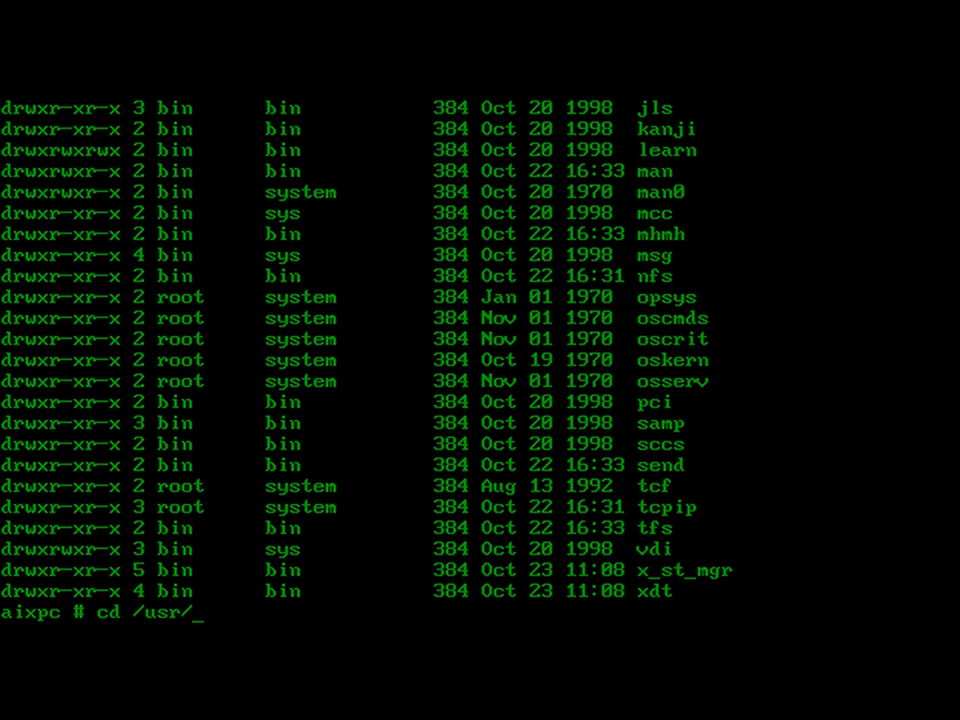 drwxr-xr-x 3 bin      bin           384 Oct 20 1998  jls
drwxr-xr-x 2 bin      bin           384 Oct 20 1998  kanji
drwxrwxrwx 2 bin      bin           384 Oct 20 1998  learn
drwxrwxr-x 2 bin      bin           384 Oct 22 16:33 man
drwxrwxr-x 2 bin      system        384 Oct 20 1970  man0
drwxr-xr-x 2 bin      sys           384 Oct 20 1998  mcc
drwxr-xr-x 2 bin      bin           384 Oct 22 16:33 mhmh
drwxr-xr-x 4 bin      sys           384 Oct 20 1998  msg
drwxr-xr-x 2 bin      bin           384 Oct 22 16:31 nfs
drwxr-xr-x 2 root     system        384 Jan 01 1970  opsys
drwxr-xr-x 2 root     system        384 Nov 01 1970  oscmds
drwxr-xr-x 2 root     system        384 Nov 01 1970  oscrit
drwxr-xr-x 2 root     system        384 Oct 19 1970  oskern
drwxr-xr-x 2 root     system        384 Nov 01 1970  osserv
drwxr-xr-x 2 bin      bin           384 Oct 20 1998  pci
drwxr-xr-x 3 bin      bin           384 Oct 20 1998  samp
drwxr-xr-x 2 bin      bin           384 Oct 20 1998  sccs
drwxr-xr-x 2 bin      bin           384 Oct 22 16:33 send
drwxr-xr-x 2 root     system        384 Aug 13 1992  tcf
drwxr-xr-x 3 root     system        384 Oct 22 16:31 tcpip
drwxr-xr-x 2 bin      bin           384 Oct 22 16:33 tfs
drwxrwxr-x 3 bin      sys           384 Oct 20 1998  vdi
drwxr-xr-x 5 bin      bin           384 Oct 23 11:08 x_st_mgr
drwxr-xr-x 4 bin      bin           384 Oct 23 11:08 xdt
aixpc # cd /usr/_